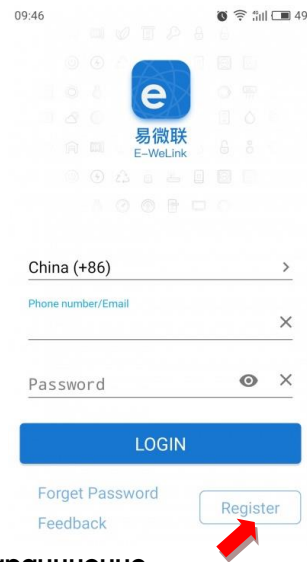 09:46
49
e
易微联
E-WeLink
China (+86)
Phone number/Email
Password
LOGIN
Forget Password
Register
Feedback